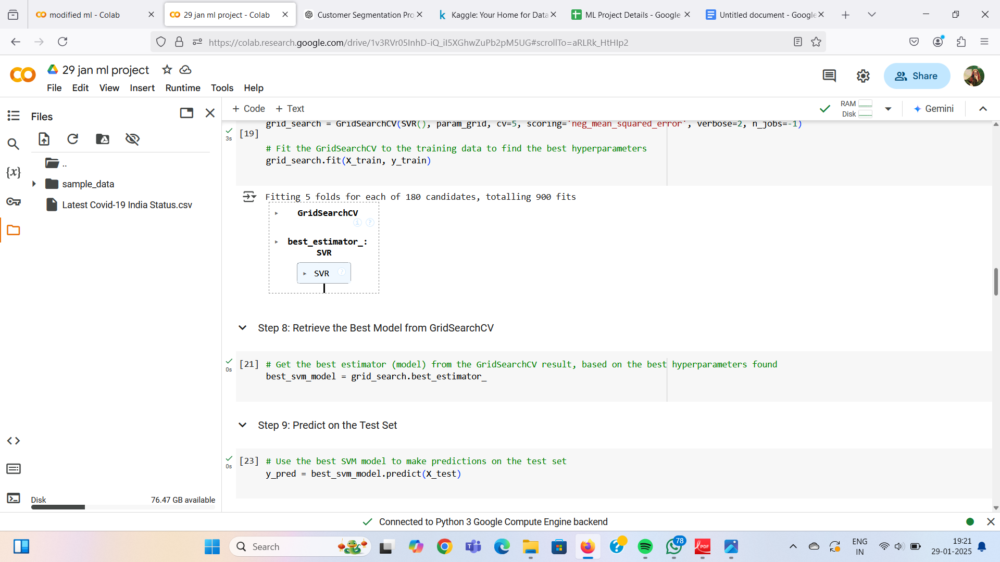 modified ml - Colab
29 jan ml project - Colab
Customer Segmentation Pro
Kaggle: Your Home for Data
ML Project Details - Google
Untitled document - Google
https://colab.research.google.com/drive/1v3RVr05InhD-iQ_iI5XGhwZuPb2pM5UG#scrollTo=aRLRk_HtHIp2
29 jan ml project
File Edit View Insert Runtime Tools Help
Share
Files
+ Code + Text
RAM
Disk
Gemini
..
sample_data
Latest Covid-19 India Status.csv
{x}
Disk
76.47 GB available
3s
[19]
grid_search = GridSearchCV(SVR(), param_grid, cv=5, scoring='neg_mean_squared_error', verbose=2, n_jobs=-1)
# Fit the GridSearchCV to the training data to find the best hyperparameters
grid_search.fit(X_train, y_train)
Fitting 5 folds for each of 180 candidates, totalling 900 fits
GridSearchCV
i ?
best_estimator_:
SVR
SVR ?
Step 8: Retrieve the Best Model from GridSearchCV
0s
[21]
# Get the best estimator (model) from the GridSearchCV result, based on the best hyperparameters found
best_svm_model = grid_search.best_estimator_
Step 9: Predict on the Test Set
0s
[23]
# Use the best SVM model to make predictions on the test set
y_pred = best_svm_model.predict(X_test)
Connected to Python 3 Google Compute Engine backend
Search
78
PDF
ENG
IN
19:21
29-01-2025